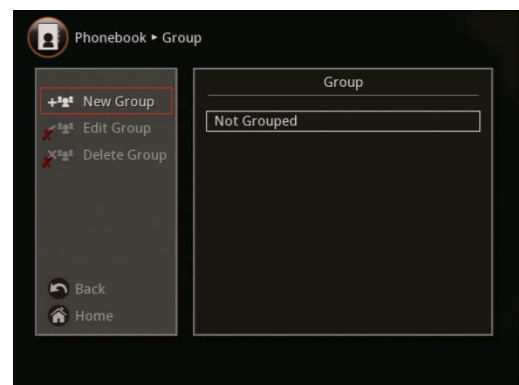 Phonebook ▸ Group
New Group
Edit Group
Delete Group
Back
Home
Group
Not Grouped